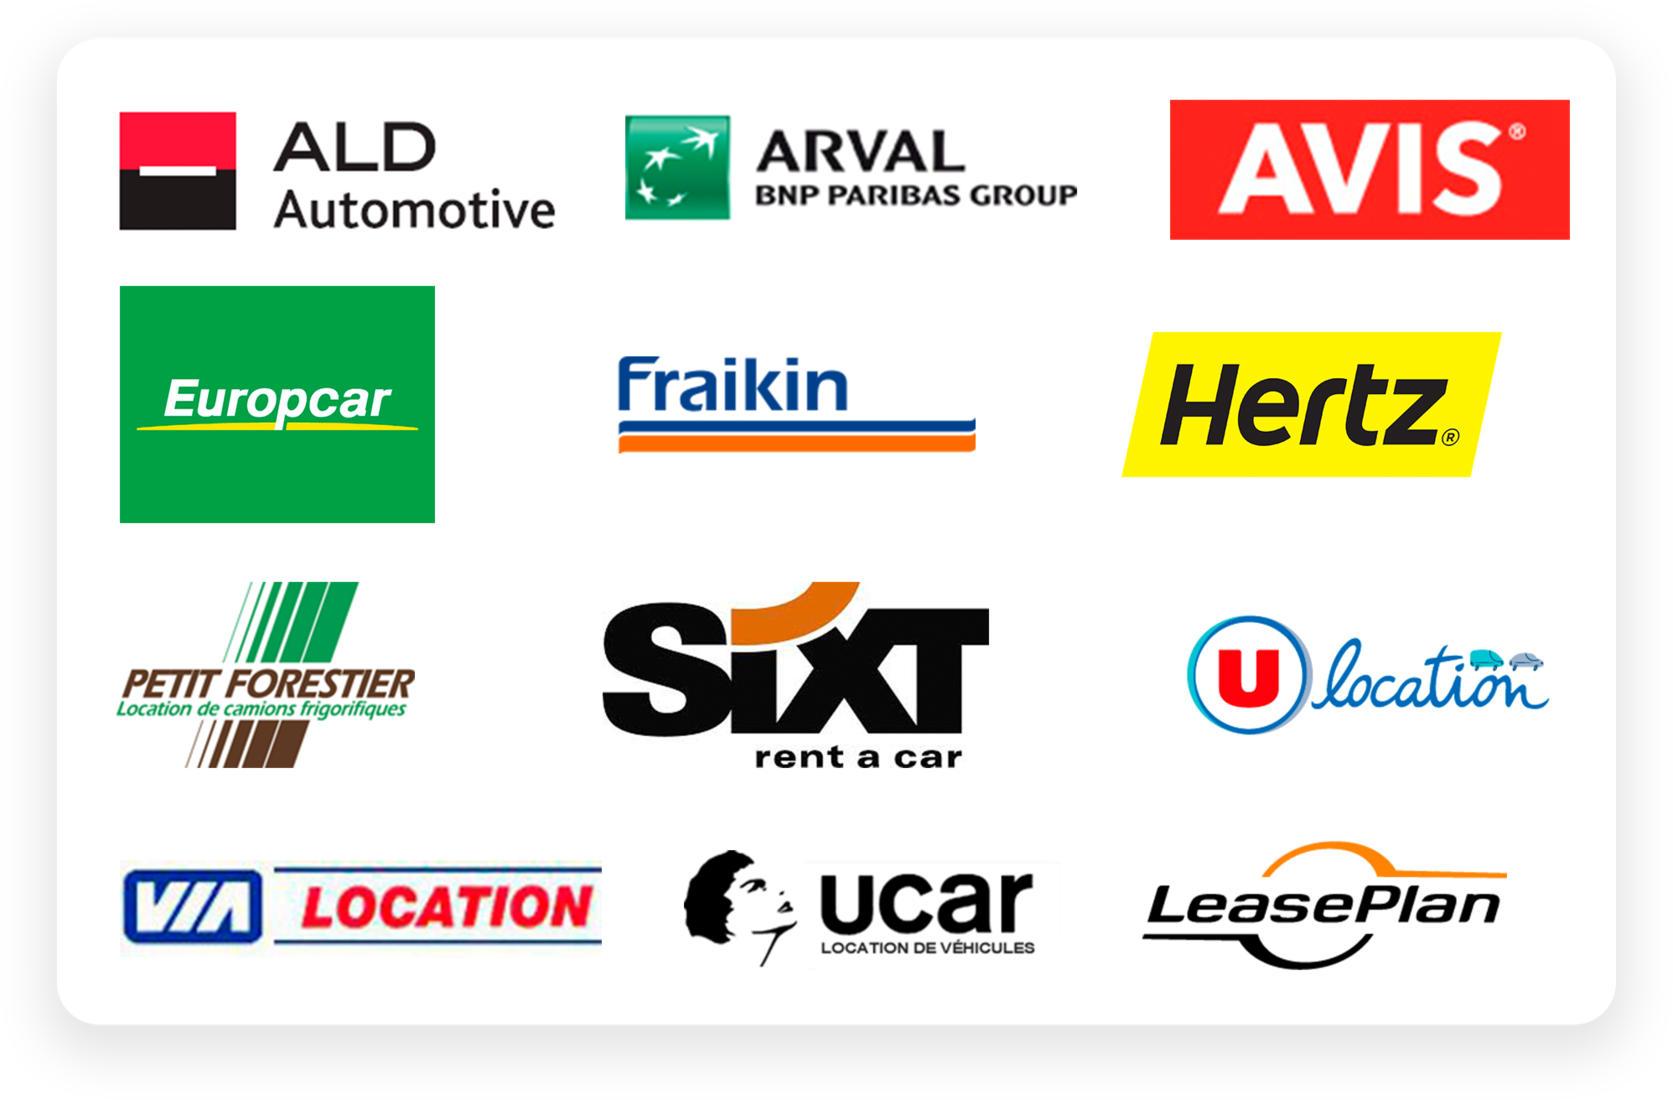 ALD
Automotive
ARVAL
BNP PARIBAS GROUP
AVIS®
Europcar
Fraikin
Hertz®
PETIT FORESTIER
Location de camions frigorifiques
SiXT
rent a car
U location
VIA LOCATION
ucar
LOCATION DE VÉHICULES
LeasePlan